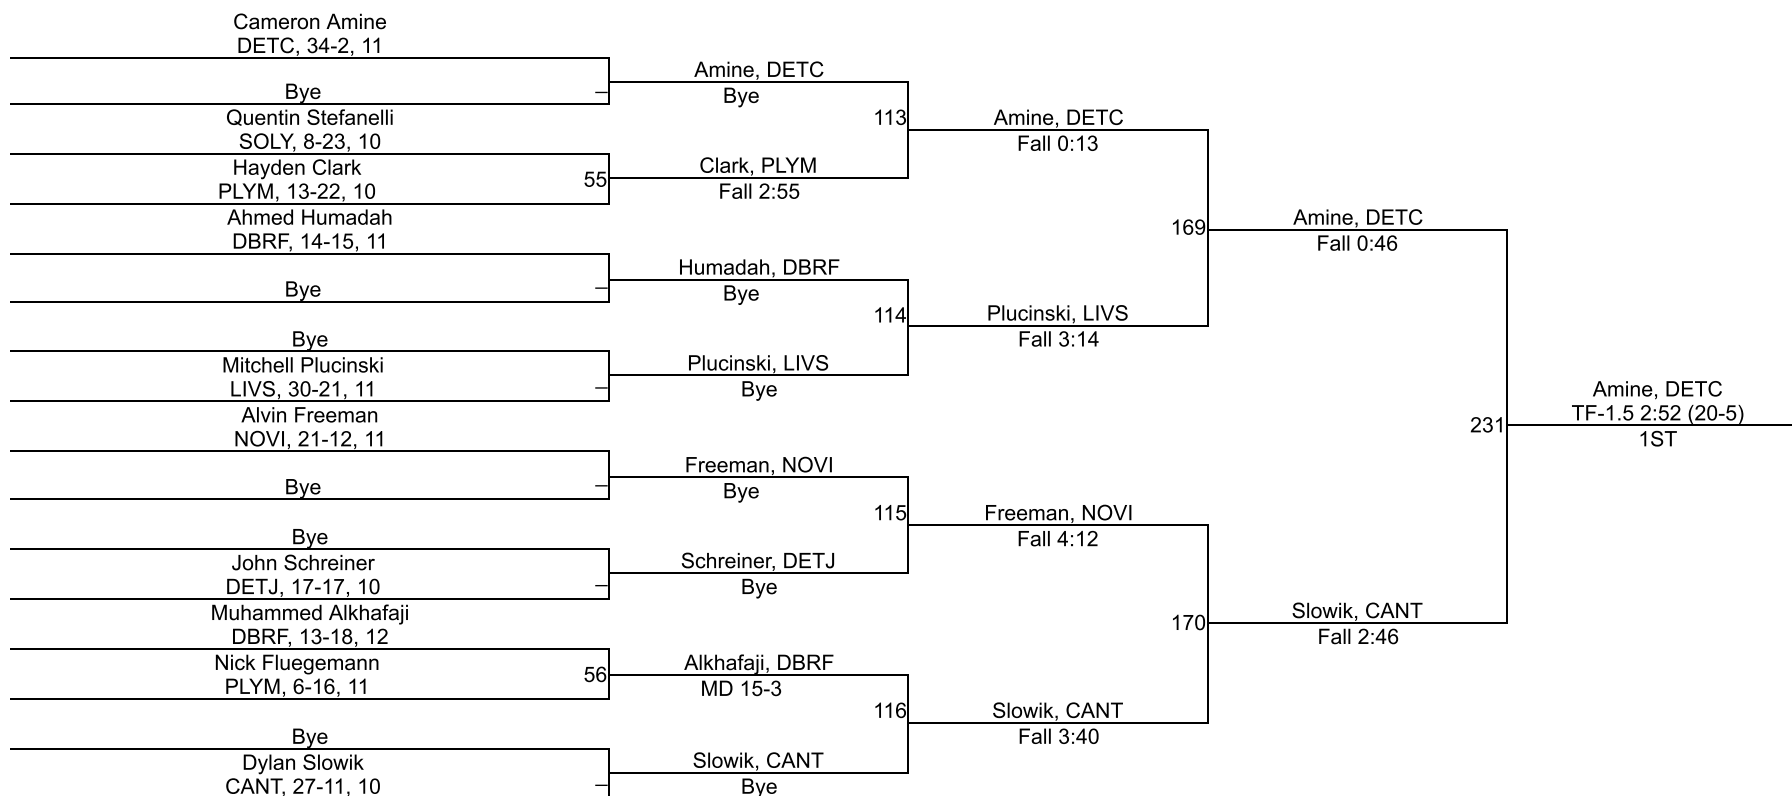 Cameron Amine
DETC, 34-2, 11
Bye
–
Quentin Stefanelli
SOLY, 8-23, 10
Hayden Clark
PLYM, 13-22, 10
55
Ahmed Humadah
DBRF, 14-15, 11
Bye
–
Bye
Mitchell Plucinski
LIVS, 30-21, 11
–
Alvin Freeman
NOVI, 21-12, 11
Bye
–
Bye
John Schreiner
DETJ, 17-17, 10
–
Muhammed Alkhafaji
DBRF, 13-18, 12
Nick Fluegemann
PLYM, 6-16, 11
56
Bye
Dylan Slowik
CANT, 27-11, 10
–
Amine, DETC
Bye
113
Clark, PLYM
Fall 2:55
Humadah, DBRF
Bye
114
Plucinski, LIVS
Bye
Freeman, NOVI
Bye
115
Schreiner, DETJ
Bye
Alkhafaji, DBRF
MD 15-3
116
Slowik, CANT
Bye
Amine, DETC
Fall 0:13
169
Plucinski, LIVS
Fall 3:14
Freeman, NOVI
Fall 4:12
170
Slowik, CANT
Fall 3:40
Amine, DETC
Fall 0:46
231
Slowik, CANT
Fall 2:46
Amine, DETC
TF-1.5 2:52 (20-5)
1ST